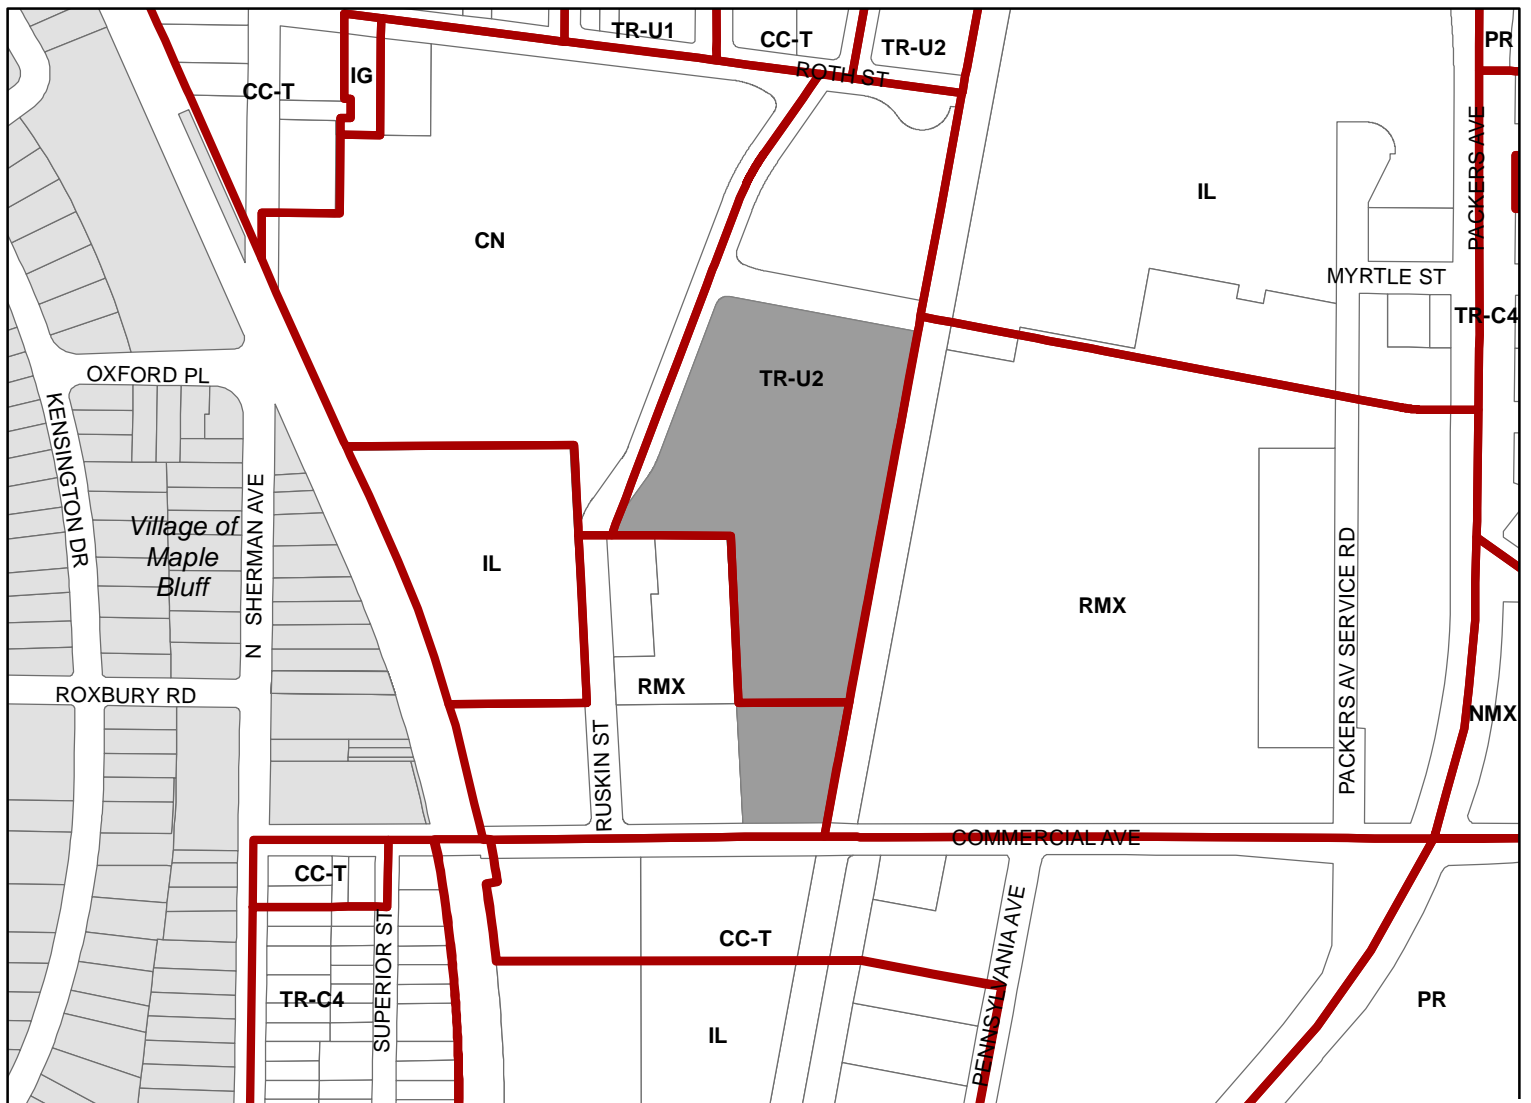 TR-U1
CC-T
TR-U2
PR
ROTH ST
IG
CC-T
PACKERS AVE
IL
CN
MYRTLE ST
TR-C4
OXFORD PL
TR-U2
KENSINGTON DR
N SHERMAN AVE
Village of
Maple
Bluff
IL
RMX
PACKERS AV SERVICE RD
ROXBURY RD
RMX
NMX
RUSKIN ST
COMMERCIAL AVE
CC-T
SUPERIOR ST
CC-T
PENNSYLVANIA AVE
TR-C4
PR
IL